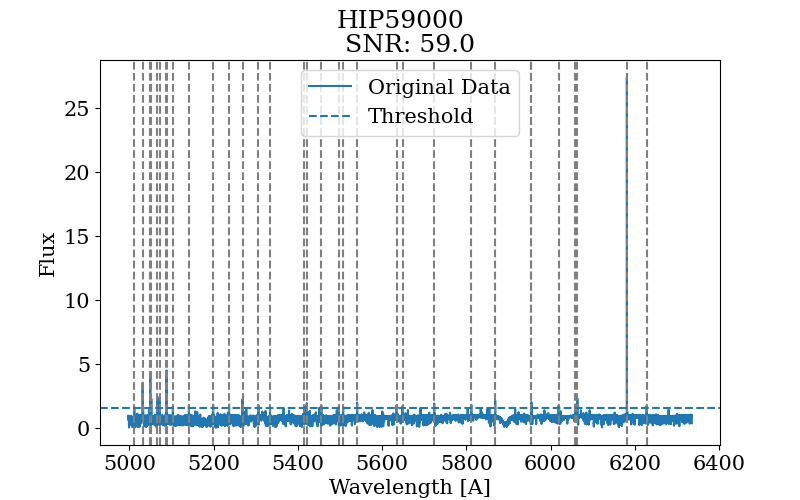 HIP59000
SNR: 59.0
Original Data
Threshold
Flux
25
20
15
10
5
0
5000 5200 5400 5600 5800 6000 6200 6400
Wavelength [A]